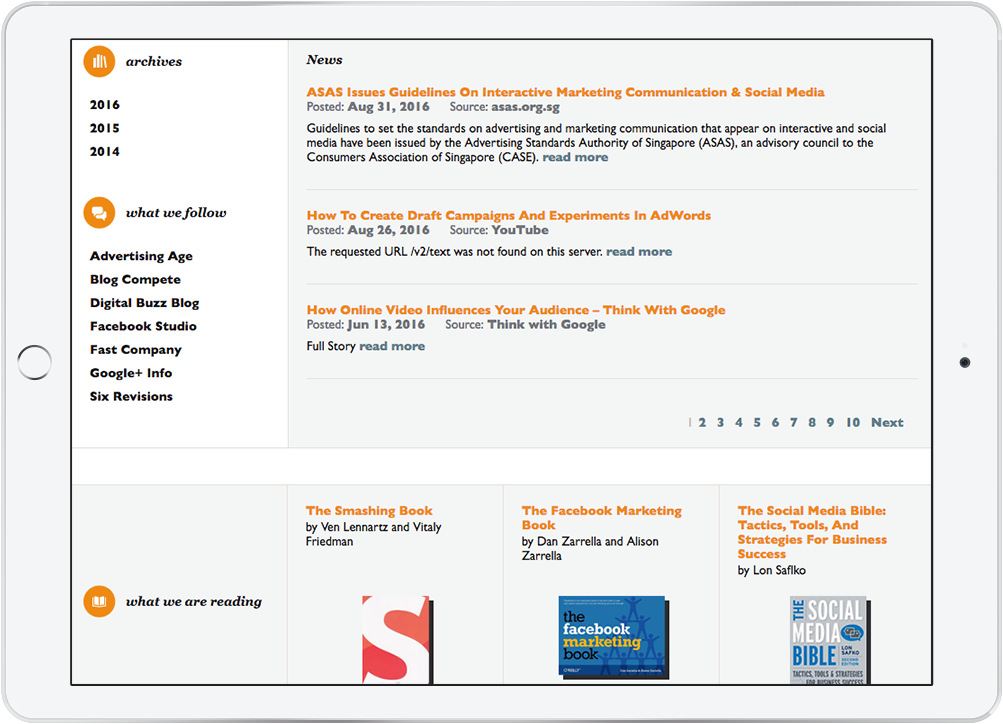 archives
2016
2015
2014
what we follow
Advertising Age
Blog Compete
Digital Buzz Blog
Facebook Studio
Fast Company
Google+ Info
Six Revisions
News
ASAS Issues Guidelines On Interactive Marketing Communication & Social Media
Posted: Aug 31, 2016 Source: asas.org.sg
Guidelines to set the standards on advertising and marketing communication that appear on interactive and social
media have been issued by the Advertising Standards Authority of Singapore (ASAS), an advisory council to the
Consumers Association of Singapore (CASE). read more
How To Create Draft Campaigns And Experiments In AdWords
Posted: Aug 26, 2016 Source: YouTube
The requested URL /v2/text was not found on this server. read more
How Online Video Influences Your Audience – Think With Google
Posted: Jun 13, 2016 Source: Think with Google
Full Story read more
1 2 3 4 5 6 7 8 9 10 Next
what we are reading
The Smashing Book
by Ven Lennartz and Vitaly
Friedman
S
The Facebook Marketing
Book
by Dan Zarrella and Alison
Zarrella
the
facebook
marketing
book
O'REILLY
The Social Media Bible:
Tactics, Tools, And
Strategies For Business
Success
by Lon Saflko
THE SOCIAL
MEDIA
BIBLE
LON
SAFKO
SECOND
EDITION
TACTICS, TOOLS & STRATEGIES
FOR BUSINESS SUCCESS